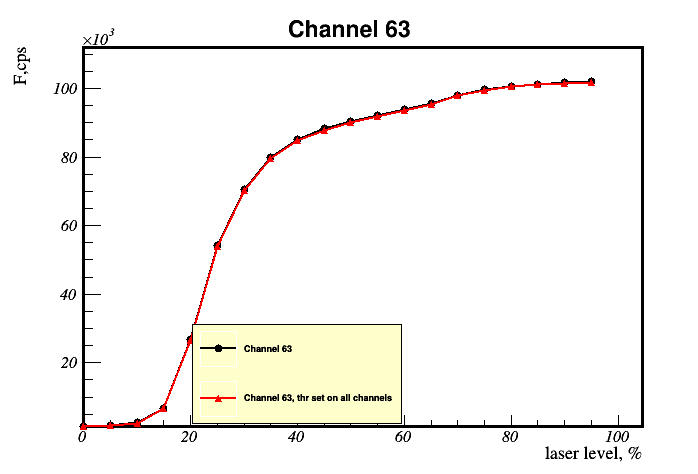 Channel 63
×10³
F,cps
100
80
60
40
20
Channel 63
Channel 63, thr set on all channels
0 20 40 60 80 100
laser level, %